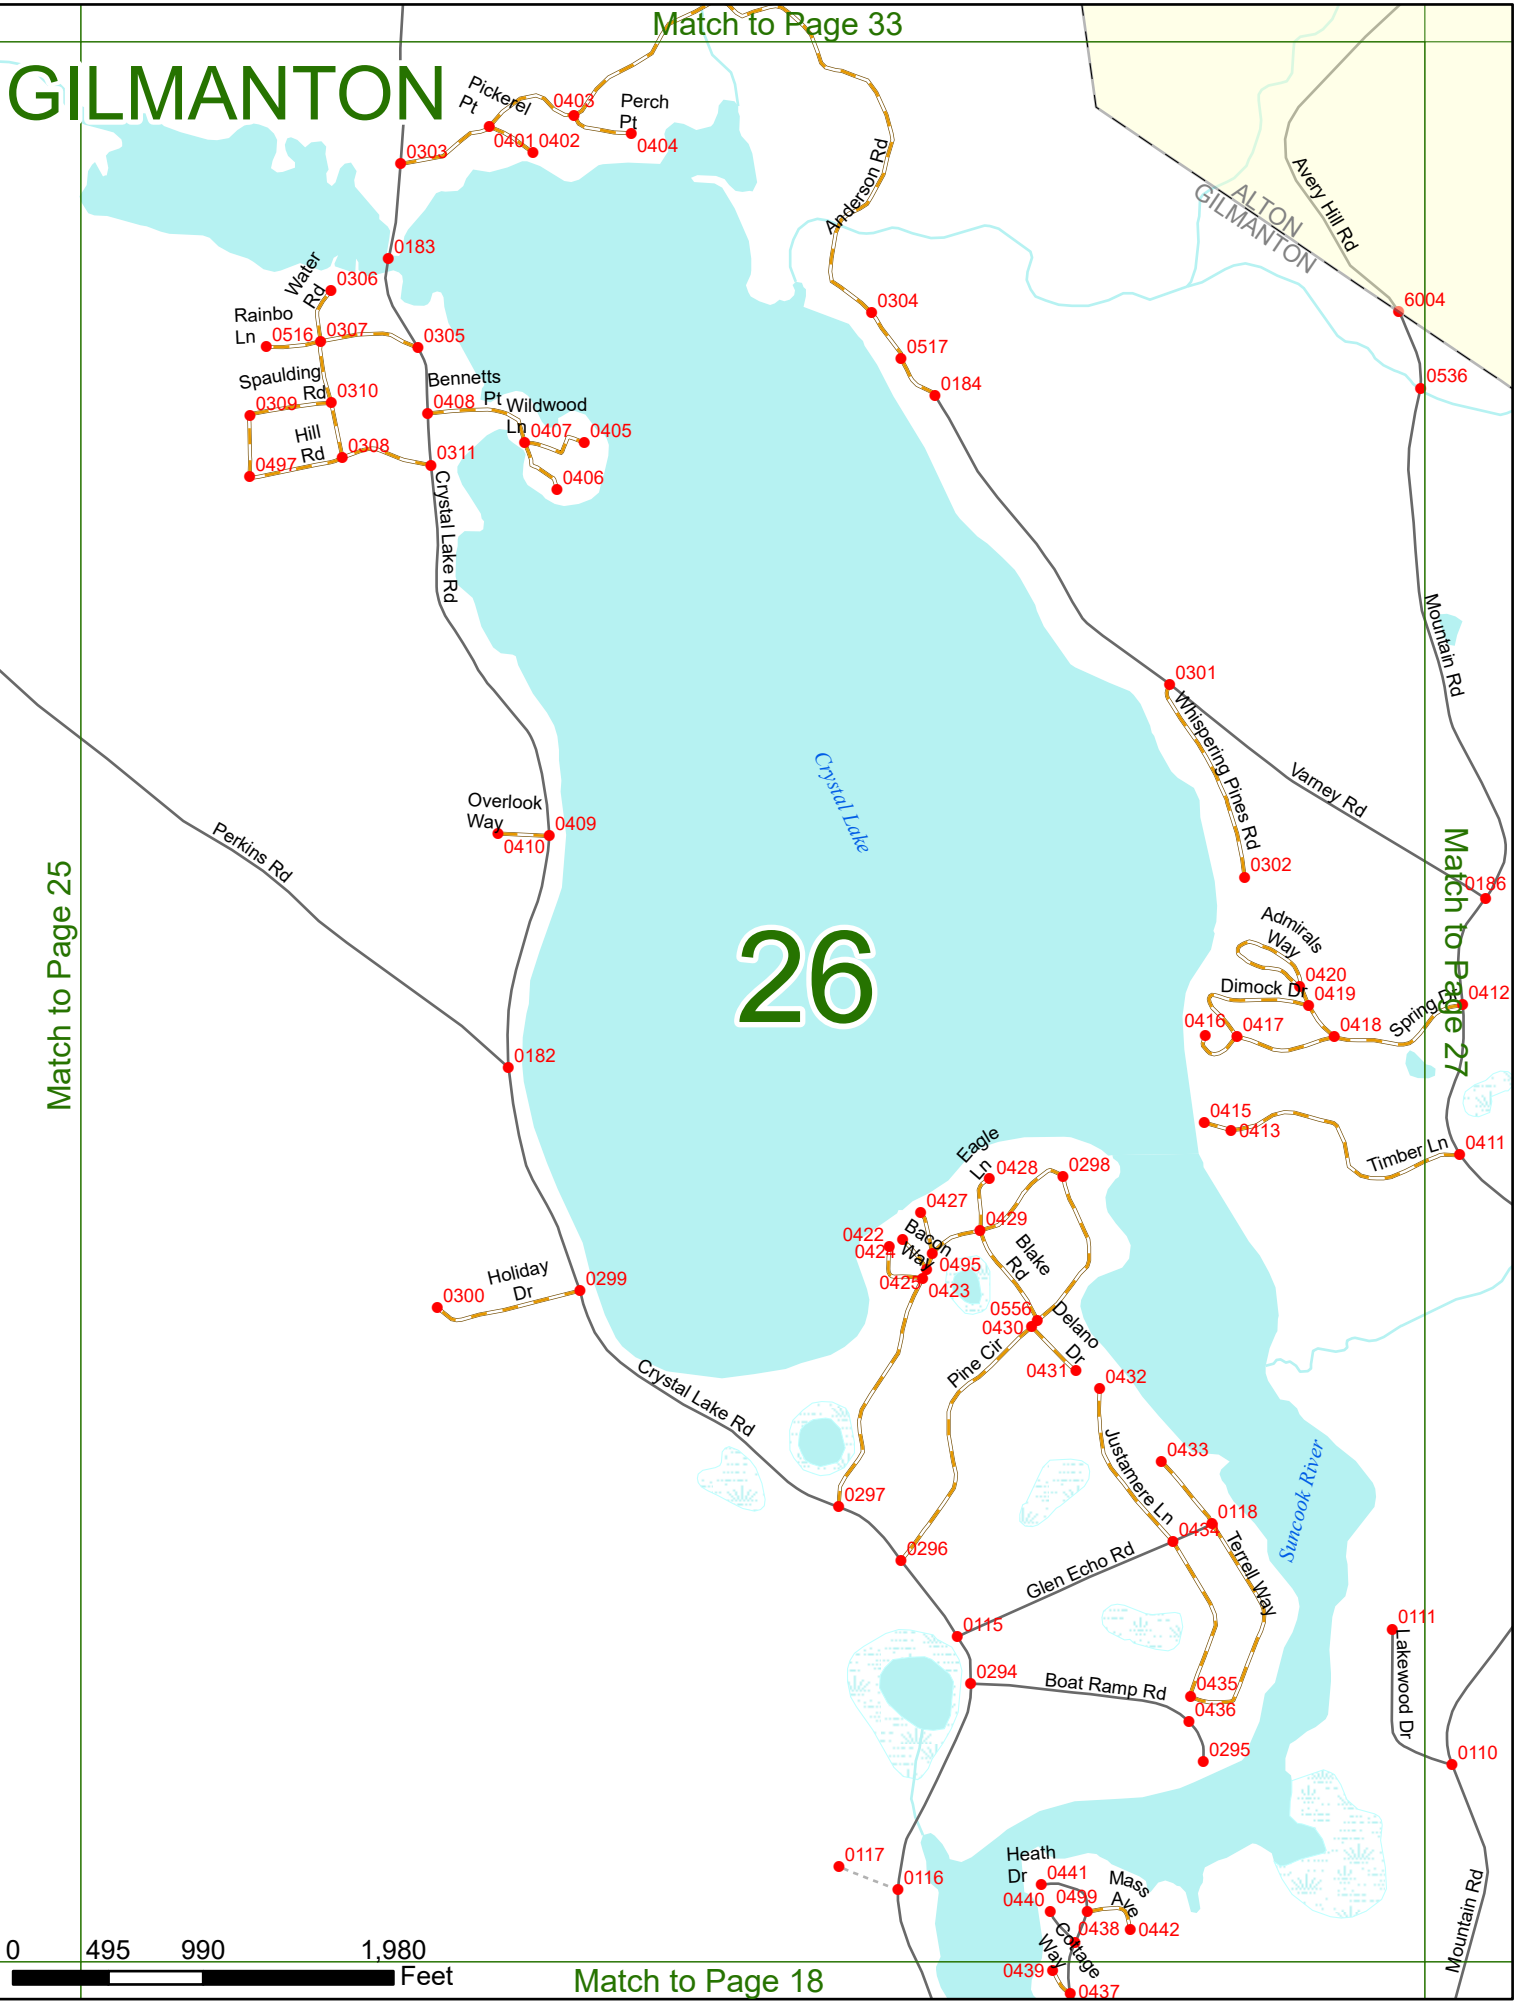 Match to Page 33
GILMANTON
Pickerel
Pt
0403
Perch
Pt
0401
0402
0404
0303
Anderson Rd
Avery Hill Rd
ALTON
GILMANTON
0183
Water
Rd
0306
Rainbo
Ln
0516
0307
0305
0304
6004
0517
Spaulding
Rd
0309
0310
Bennetts
Pt
0408
Wildwood
Ln
0407
0405
0184
0536
Hill
Rd
0308
0311
0497
0406
Crystal Lake Rd
Mountain Rd
0301
Whispering Pines Rd
Varney Rd
Crystal Lake
Overlook
Way
0409
0410
Perkins Rd
0302
0186
Match to Page 25
Match to Page 27
26
Admirals
Way
0420
Dimock Dr
0419
Spring Dr
0412
0416
0417
0418
0182
0415
0413
Timber Ln
0411
Eagle
Ln
0428
0298
0427
0429
0422
0424
Bacon
Way
0495
0425
0423
Blake
Rd
Holiday
Dr
0299
0300
0556
0430
Delano
Dr
Pine Cir
0431
0432
Crystal Lake Rd
Justamere Ln
0433
Suncook River
0297
0118
0434
0296
Glen Echo Rd
Terrell Way
0115
0111
Lakewood Dr
0294
Boat Ramp Rd
0435
0436
0295
0110
Heath
Dr
0441
Mass
Ave
0117
0116
0440
0499
0438
0442
Cottage
Way
0439
0437
Mountain Rd
0 495 990 1,980
Feet
Match to Page 18